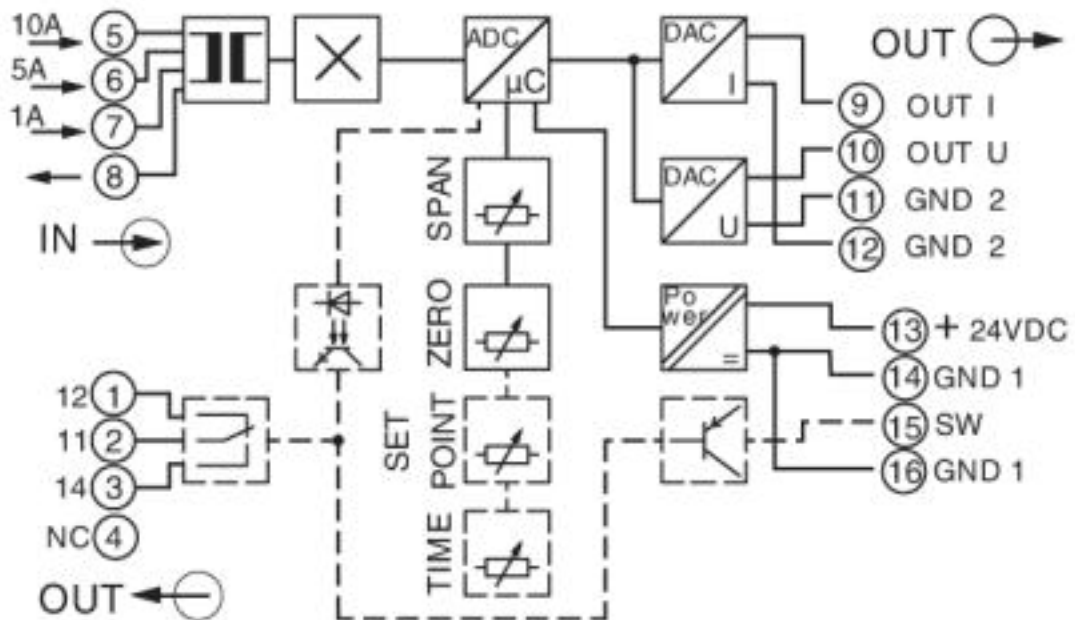 10A 5
5A 6
1A 7
8
IN
ADC
µC
DAC
I
DAC
U
OUT
9 OUT I
10 OUT U
11 GND 2
12 GND 2
SPAN
ZERO
SET
POINT
TIME
Po
wer
=
13 + 24VDC
14 GND 1
15 SW
16 GND 1
12 1
11 2
14 3
NC 4
OUT